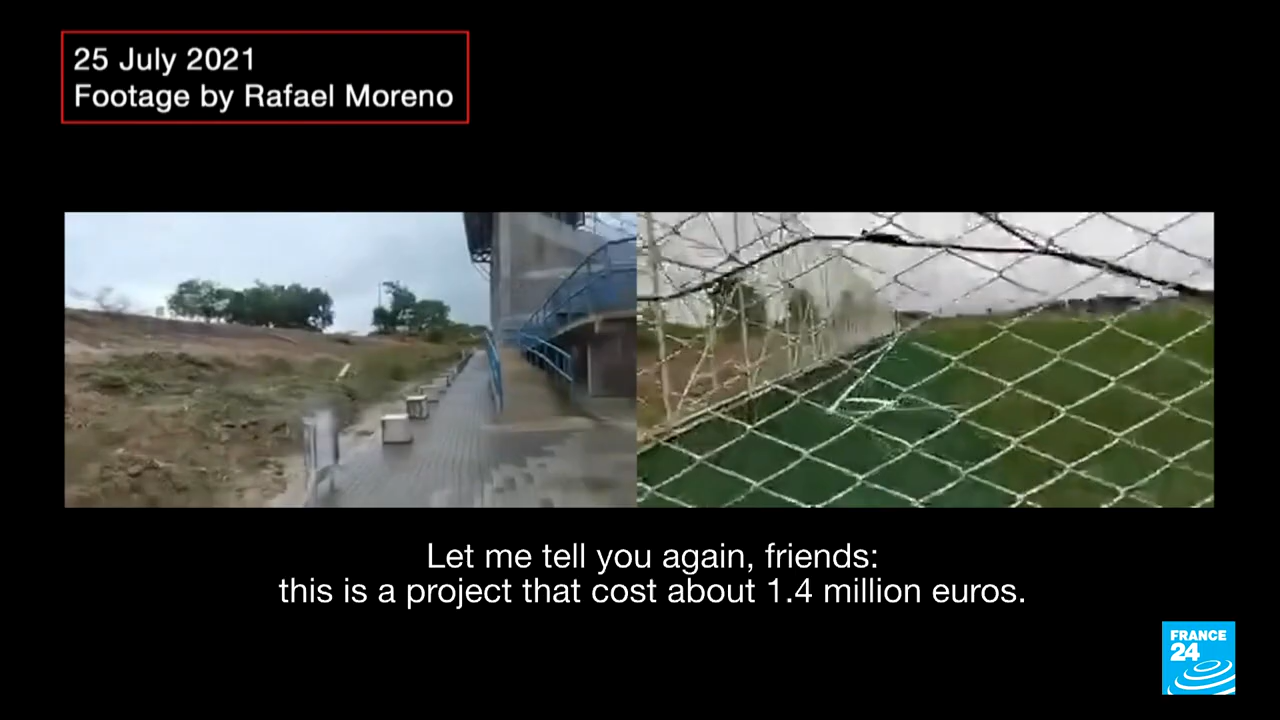 25 July 2021
Footage by Rafael Moreno
Let me tell you again, friends:
this is a project that cost about 1.4 million euros.
FRANCE
24